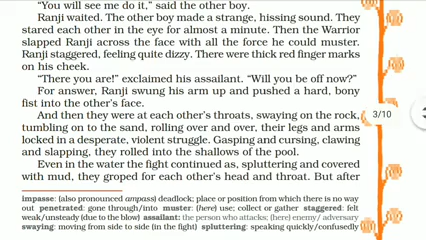 “You will see me do it,” said the other boy.
Ranji waited. The other boy made a strange, hissing sound. They
stared each other in the eye for almost a minute. Then the Warrior
slapped Ranji across the face with all the force he could muster.
Ranji staggered, feeling quite dizzy. There were thick red finger marks
on his cheek.
“There you are!” exclaimed his assailant. “Will you be off now?”
For answer, Ranji swung his arm up and pushed a hard, bony
fist into the other’s face.
And then they were at each other’s throats, swaying on the rock,
3/10
tumbling on to the sand, rolling over and over, their legs and arms
locked in a desperate, violent struggle. Gasping and cursing, clawing
and slapping, they rolled into the shallows of the pool.
Even in the water the fight continued as, spluttering and covered
with mud, they groped for each other’s head and throat. But after
impasse: (also pronounced ampass) deadlock; place or position from which there is no way
out penetrated: gone through/into muster: (here) use; collect or gather staggered: felt
weak/unsteady (due to the blow) assailant: the person who attacks; (here) enemy/ adversary
swaying: moving from side to side (in the fight) spluttering: speaking quickly/confusedly